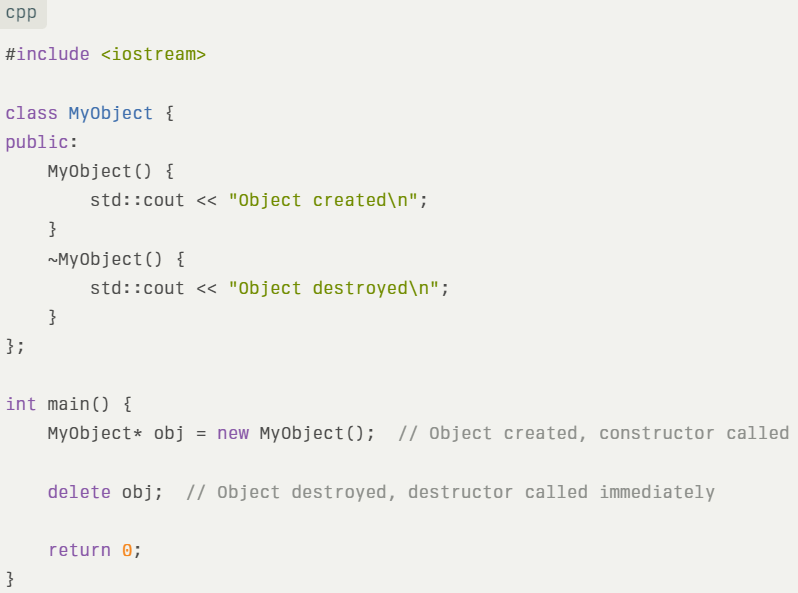 cpp
#include <iostream>
class MyObject {
public:
    MyObject() {
        std::cout << "Object created\n";
    }
    ~MyObject() {
        std::cout << "Object destroyed\n";
    }
};
int main() {
    MyObject* obj = new MyObject();  // Object created, constructor called
    delete obj;  // Object destroyed, destructor called immediately
    return 0;
}